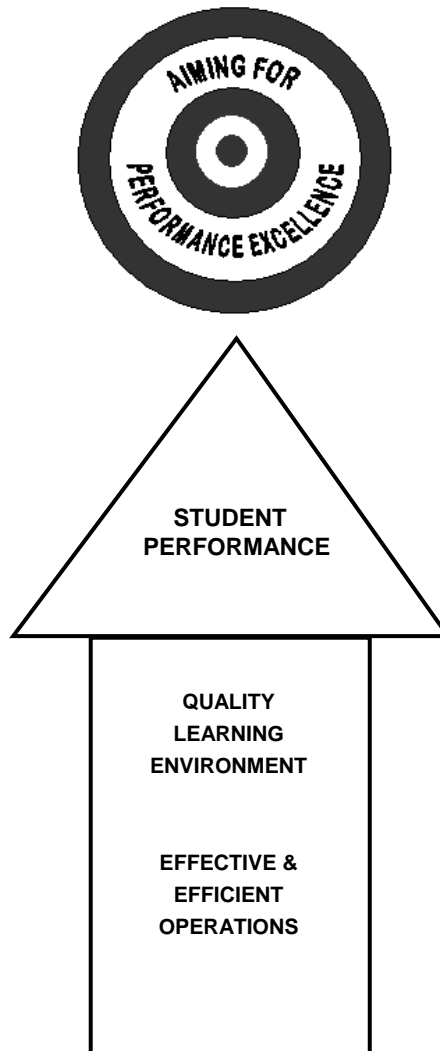 AIMING FOR
PERFORMANCE EXCELLENCE
STUDENT
PERFORMANCE
QUALITY
LEARNING
ENVIRONMENT
EFFECTIVE &
EFFICIENT
OPERATIONS